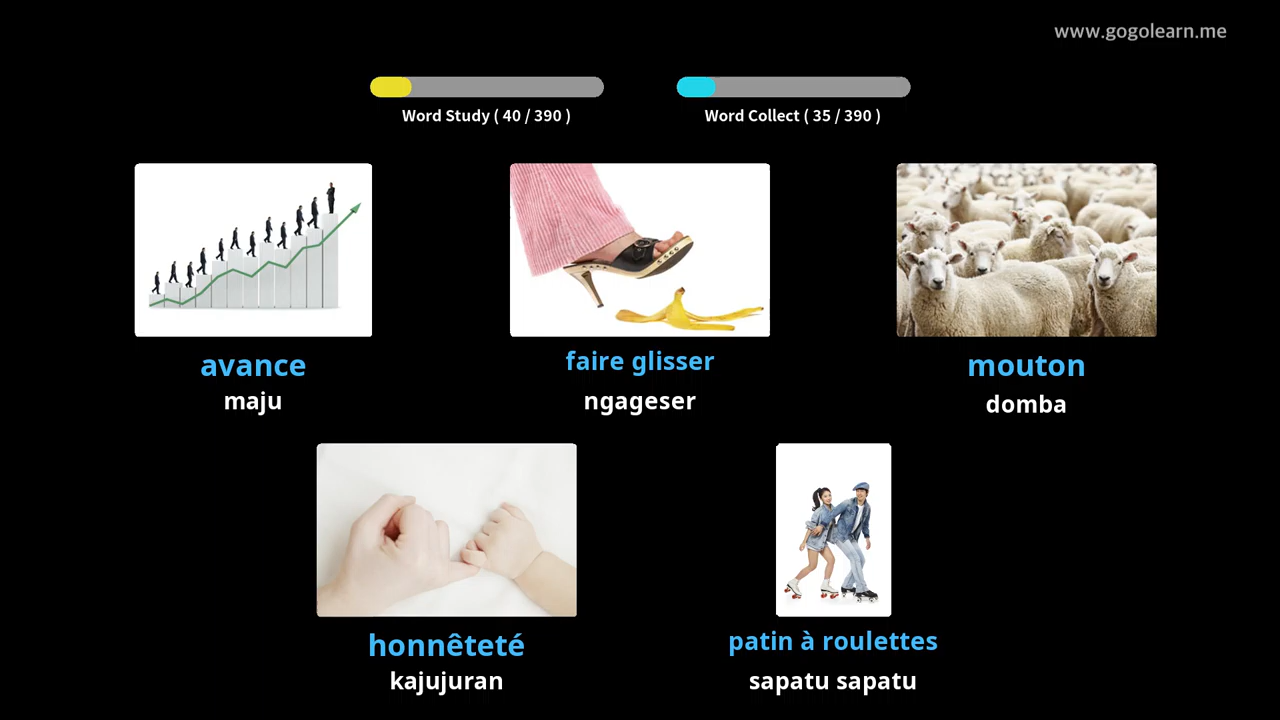 www.gogolearn.me
Word Study ( 40 / 390 )
Word Collect ( 35 / 390 )
avance
maju
faire glisser
ngageser
mouton
domba
honnêteté
kajujuran
patin à roulettes
sapatu sapatu